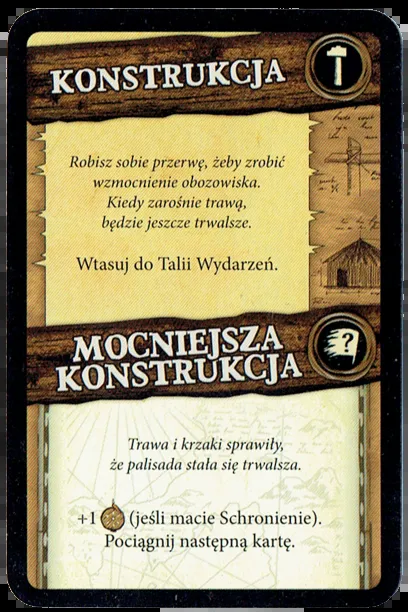 KONSTRUKCJA
Robisz sobie przerwę, żeby zrobić
wzmocnienie obozowiska.
Kiedy zarośnie trawą,
będzie jeszcze trwalsze.
Wtasuj do Talii Wydarzeń.
MOCNIEJSZA
KONSTRUKCJA
?
Trawa i krzaki sprawiły,
że palisada stała się trwalsza.
+1 (jeśli macie Schronienie).
Pociągnij następną kartę.